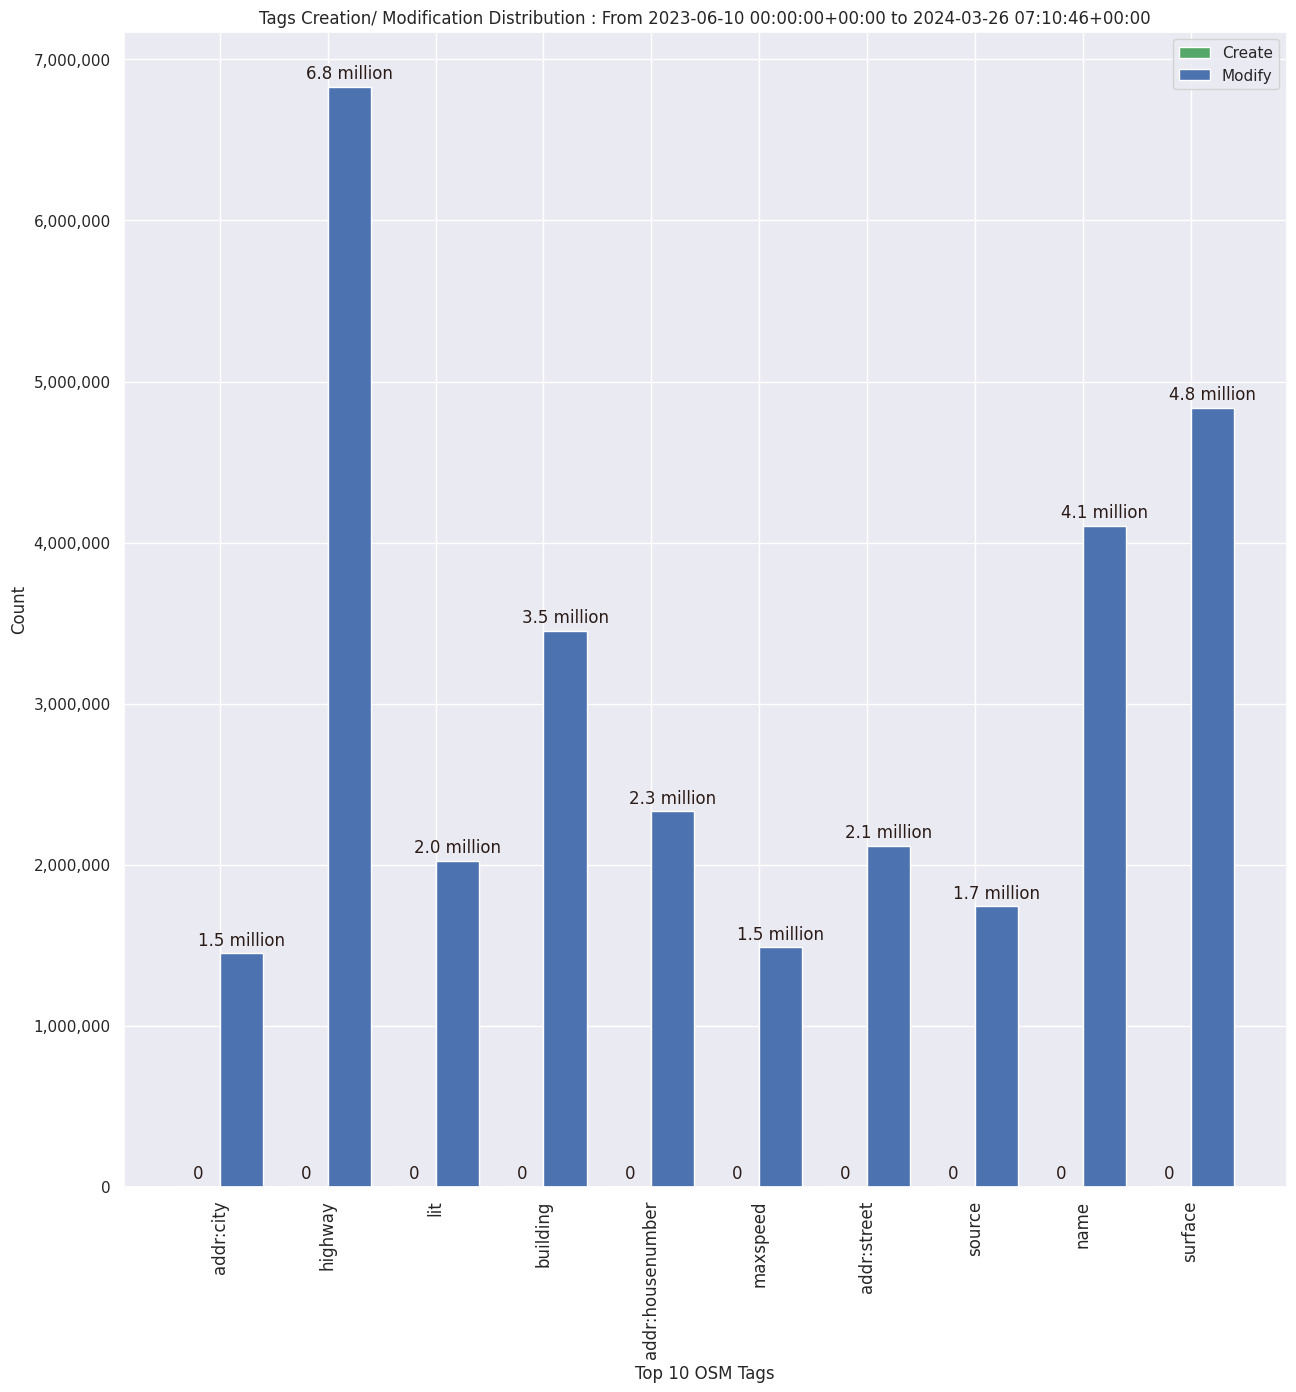 Tags Creation/ Modification Distribution : From 2023-06-10 00:00:00+00:00 to 2024-03-26 07:10:46+00:00
Create
Modify
7,000,000
6,000,000
5,000,000
4,000,000
3,000,000
2,000,000
1,000,000
0
Count
1.5 million
6.8 million
2.0 million
3.5 million
2.3 million
1.5 million
2.1 million
1.7 million
4.1 million
4.8 million
0
0
0
0
0
0
0
0
0
0
addr:city
highway
lit
building
addr:housenumber
maxspeed
addr:street
source
name
surface
Top 10 OSM Tags